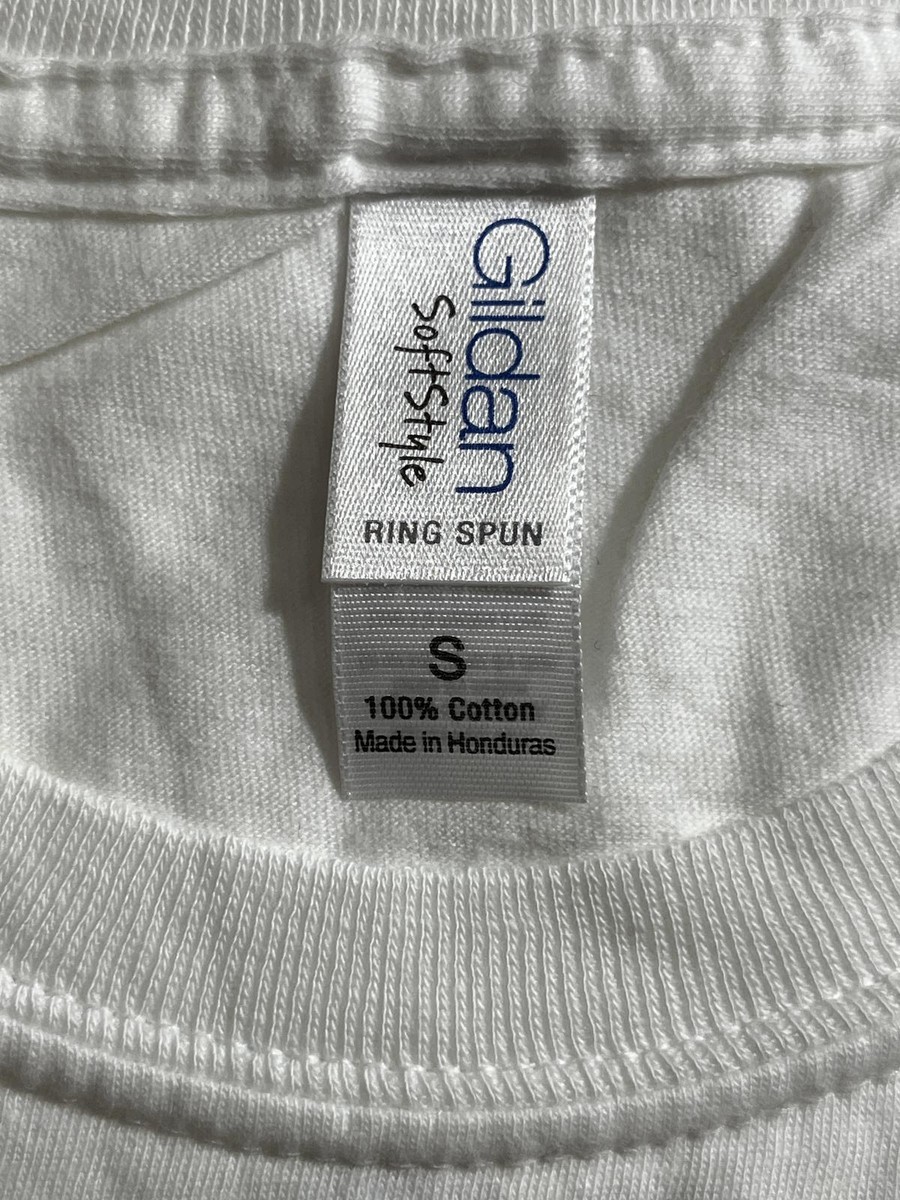 Gildan
SoftStyle
RING SPUN
S
100% Cotton
Made in Honduras